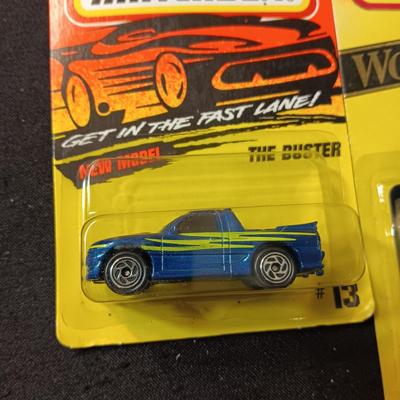 GET IN THE FAST LANE!
NEW MODEL
THE BUSTER
#13